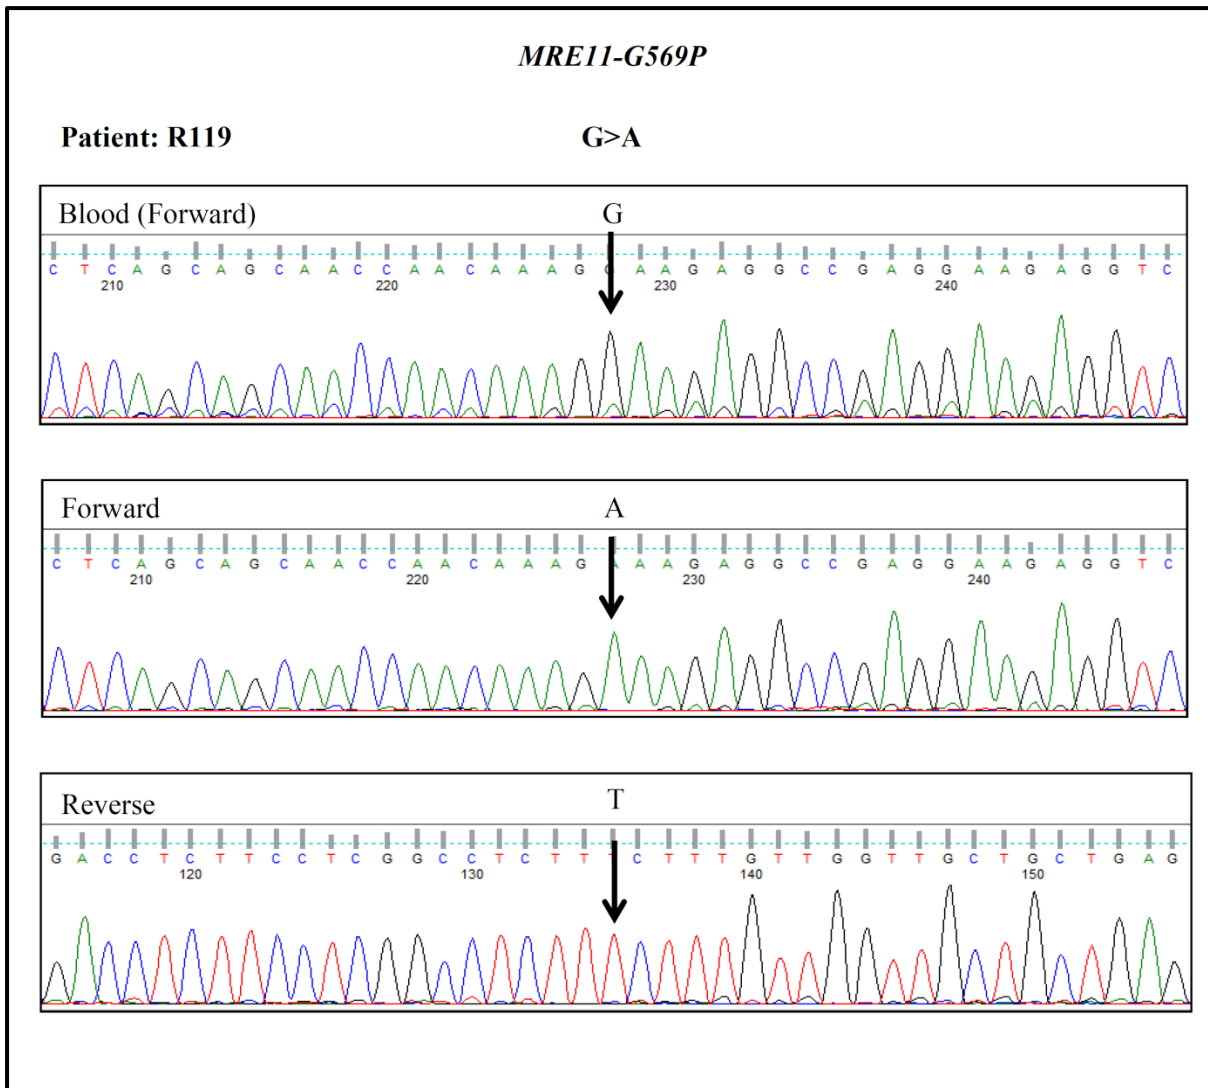 MRE11-G569P
Patient: R119 G>A
Blood (Forward) G
C T C A G C A G C A A C C A A C A A A G G A A G A G G C C G A G G A A G A G G T C
210 220 230 240
Forward A
C T C A G C A G C A A C C A A C A A A G A A A G A G G C C G A G G A A G A G G T C
210 220 230 240
Reverse T
G A C C T C T T C C T C G G C C T C T T T C T T T G T T G G T T G C T G C T G A G
120 130 140 150